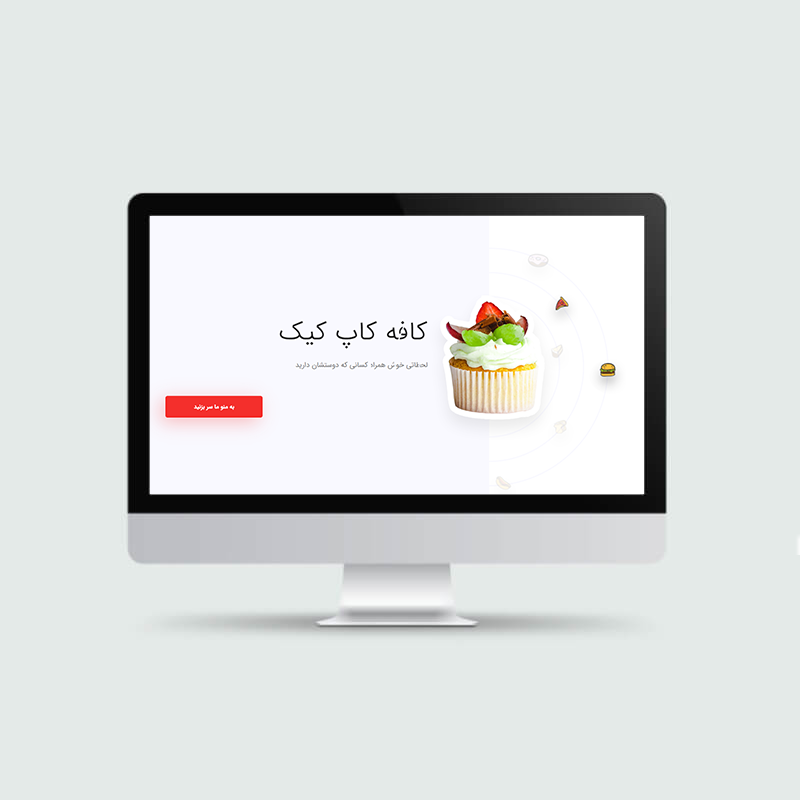 کافه کاپ کیک
لحظاتی خوش همراه کسانی که دوستشان دارید
به منو ما سر بزنید